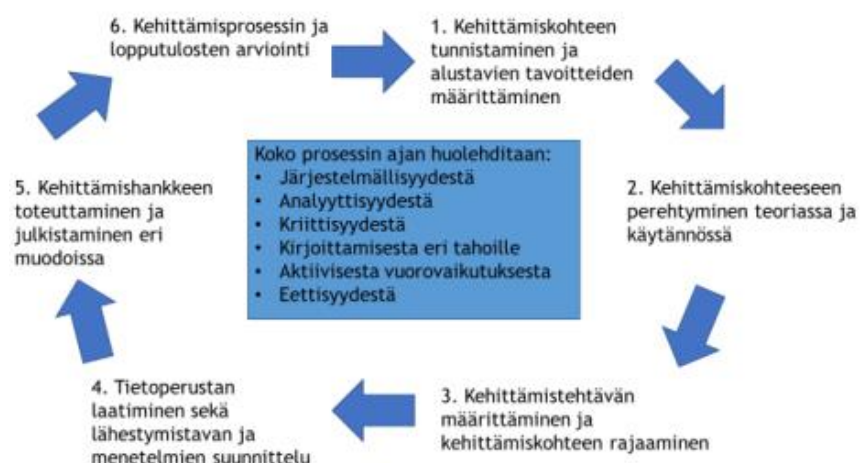 6. Kehittämisprosessin ja
lopputulosten arviointi
1. Kehittämiskohteen
tunnistaminen ja
alustavien tavoitteiden
määrittäminen
2. Kehittämiskohteeseen
perehtyminen teoriassa ja
käytännössä
3. Kehittämistehtävän
määrittäminen ja
kehittämiskohteen rajaaminen
4. Tietoperustan
laatiminen sekä
lähestymistavan ja
menetelmien suunnittelu
5. Kehittämishankkeen
toteuttaminen ja
julkistaminen eri
muodoissa
Koko prosessin ajan huolehditaan:
• Järjestelmällisyydestä
• Analyyttisyydestä
• Kriittisyydestä
• Kirjoittamisesta eri tahoille
• Aktiivisesta vuorovaikutuksesta
• Eettisyydestä